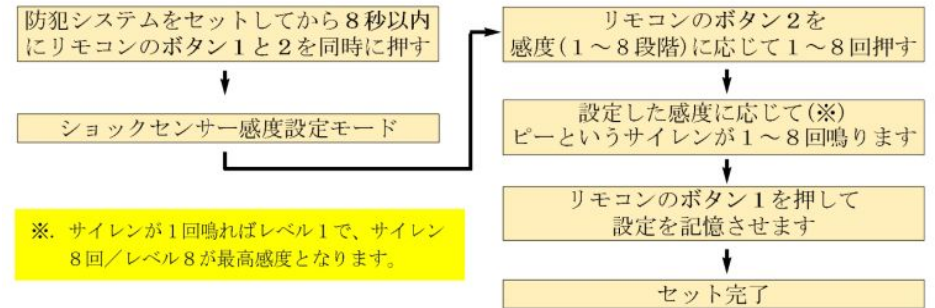 防犯システムをセットしてから8秒以内
にリモコンのボタン1と2を同時に押す
ショックセンサー感度設定モード
リモコンのボタン2を
感度(1～8段階)に応じて1～8回押す
設定した感度に応じて(※)
ピーというサイレンが1～8回鳴ります
リモコンのボタン1を押して
設定を記憶させます
セット完了
※. サイレンが1回鳴ればレベル1で、サイレン
8回／レベル8が最高感度となります。